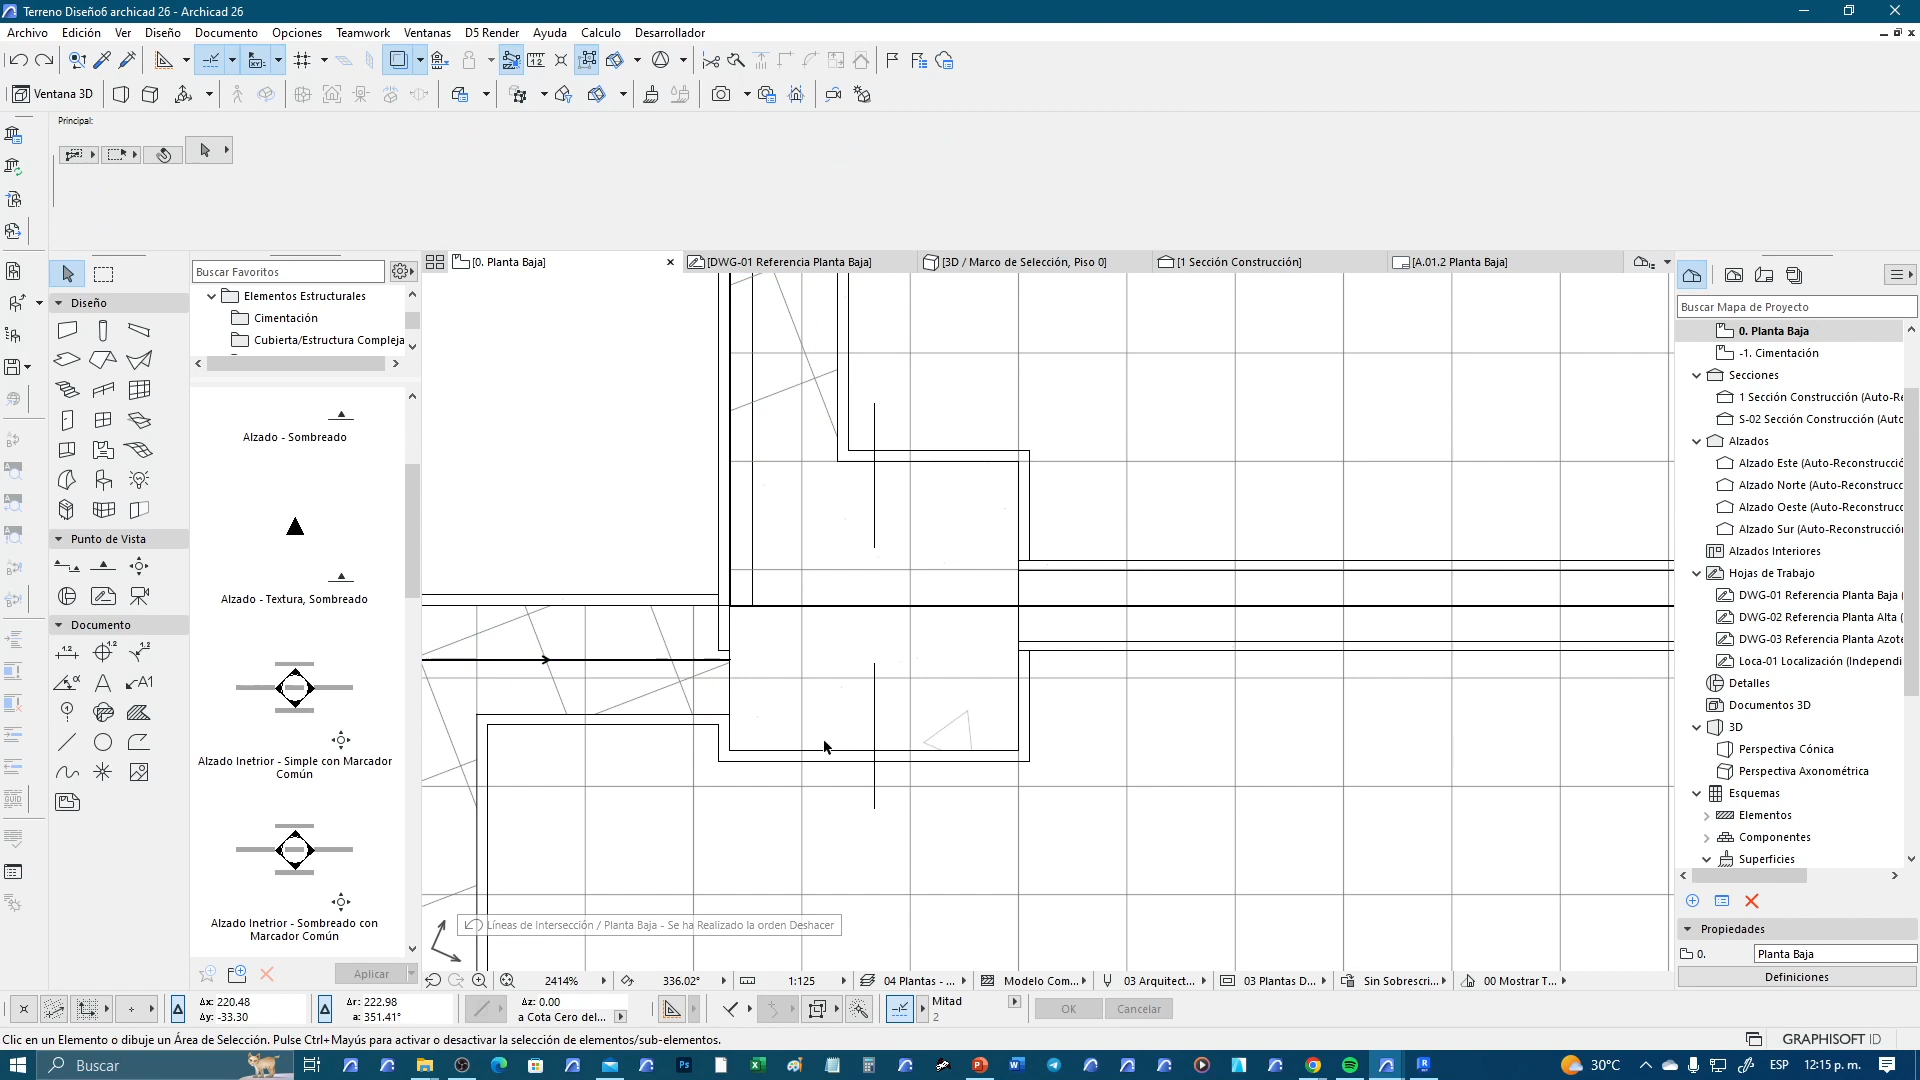 Terreno Diseño6 archicad 26 - Archicad 26
Archivo Edición Ver Diseño Documento Opciones Teamwork Ventanas D5 Render Ayuda Calculo Desarrollador
Ventana 3D
Principal:
[0. Planta Baja] [DWG-01 Referencia Planta Baja] [3D / Marco de Selección, Piso 0] [1 Sección Construcción] [A.01.2 Planta Baja]
Buscar Favoritos
Elementos Estructurales
Cimentación
Cubierta/Estructura Compleja
Diseño
Punto de Vista
Documento
Alzado - Sombreado
Alzado - Textura, Sombreado
Alzado Inetrior - Simple con Marcador
Común
Alzado Inetrior - Sombreado con
Marcador Común
Aplicar
Líneas de Intersección / Planta Baja - Se ha Realizado la orden Deshacer
Buscar Mapa de Proyecto
0. Planta Baja
-1. Cimentación
Secciones
1 Sección Construcción (Auto-Re
S-02 Sección Construcción (Auto
Alzados
Alzado Este (Auto-Reconstrucció
Alzado Norte (Auto-Reconstrucc
Alzado Oeste (Auto-Reconstrucc
Alzado Sur (Auto-Reconstrucción
Alzados Interiores
Hojas de Trabajo
DWG-01 Referencia Planta Baja (
DWG-02 Referencia Planta Alta (
DWG-03 Referencia Planta Azote
Loca-01 Localización (Independi
Detalles
Documentos 3D
3D
Perspectiva Cónica
Perspectiva Axonométrica
Esquemas
Elementos
Componentes
Superficies
Propiedades
0. Planta Baja
Definiciones
2414% 336.02° 1:125 04 Plantas - ... Modelo Com... 03 Arquitect... 03 Plantas D... Sin Sobrescri... 00 Mostrar T...
Δx: 220.48
Δy: -33.30
Δr: 222.98
a: 351.41°
Δz: 0.00
a Cota Cero del...
Mitad
2
OK Cancelar
Clic en un Elemento o dibuje un Área de Selección. Pulse Ctrl+Mayús para activar o desactivar la selección de elementos/sub-elementos.
GRAPHISOFT ID
Buscar
30°C ESP 12:15 p. m.